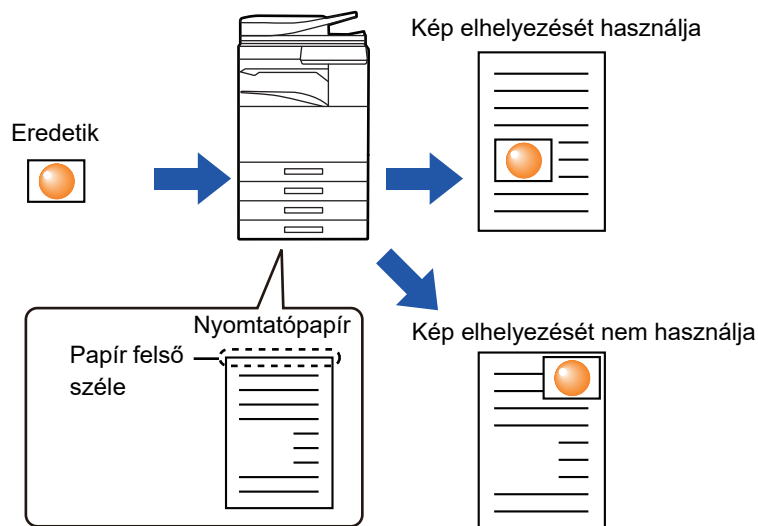 Kép elhelyezését használja
Eredetik
Nyomtatópapír
Papír felső
széle
Kép elhelyezését nem használja